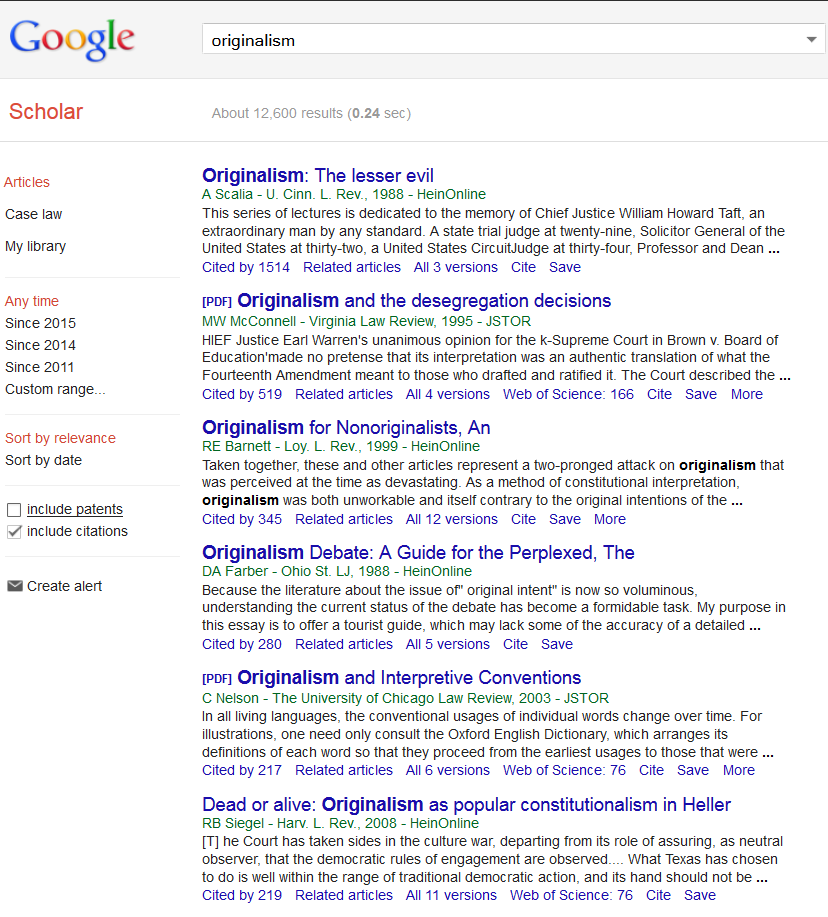 Google
originalism
Scholar
About 12,600 results (0.24 sec)
Articles
Case law
My library
Any time
Since 2015
Since 2014
Since 2011
Custom range...
Sort by relevance
Sort by date
include patents
include citations
Create alert
Originalism: The lesser evil
A Scalia - U. Cinn. L. Rev., 1988 - HeinOnline
This series of lectures is dedicated to the memory of Chief Justice William Howard Taft, an
extraordinary man by any standard. A state trial judge at twenty-nine, Solicitor General of the
United States at thirty-two, a United States CircuitJudge at thirty-four, Professor and Dean ...
Cited by 1514 Related articles All 3 versions Cite Save
[PDF] Originalism and the desegregation decisions
MW McConnell - Virginia Law Review, 1995 - JSTOR
HIEF Justice Earl Warren's unanimous opinion for the k-Supreme Court in Brown v. Board of
Education'made no pretense that its interpretation was an authentic translation of what the
Fourteenth Amendment meant to those who drafted and ratified it. The Court described the ...
Cited by 519 Related articles All 4 versions Web of Science: 166 Cite Save More
Originalism for Nonoriginalists, An
RE Barnett - Loy. L. Rev., 1999 - HeinOnline
Taken together, these and other articles represent a two-pronged attack on originalism that
was perceived at the time as devastating. As a method of constitutional interpretation,
originalism was both unworkable and itself contrary to the original intentions of the ...
Cited by 345 Related articles All 12 versions Cite Save More
Originalism Debate: A Guide for the Perplexed, The
DA Farber - Ohio St. LJ, 1988 - HeinOnline
Because the literature about the issue of" original intent" is now so voluminous,
understanding the current status of the debate has become a formidable task. My purpose in
this essay is to offer a tourist guide, which may lack some of the accuracy of a detailed ...
Cited by 280 Related articles All 5 versions Cite Save
[PDF] Originalism and Interpretive Conventions
C Nelson - The University of Chicago Law Review, 2003 - JSTOR
In all living languages, the conventional usages of individual words change over time. For
illustrations, one need only consult the Oxford English Dictionary, which arranges its
definitions of each word so that they proceed from the earliest usages to those that were ...
Cited by 217 Related articles All 6 versions Web of Science: 76 Cite Save More
Dead or alive: Originalism as popular constitutionalism in Heller
RB Siegel - Harv. L. Rev., 2008 - HeinOnline
[T] he Court has taken sides in the culture war, departing from its role of assuring, as neutral
observer, that the democratic rules of engagement are observed.... What Texas has chosen
to do is well within the range of traditional democratic action, and its hand should not be ...
Cited by 219 Related articles All 11 versions Web of Science: 76 Cite Save